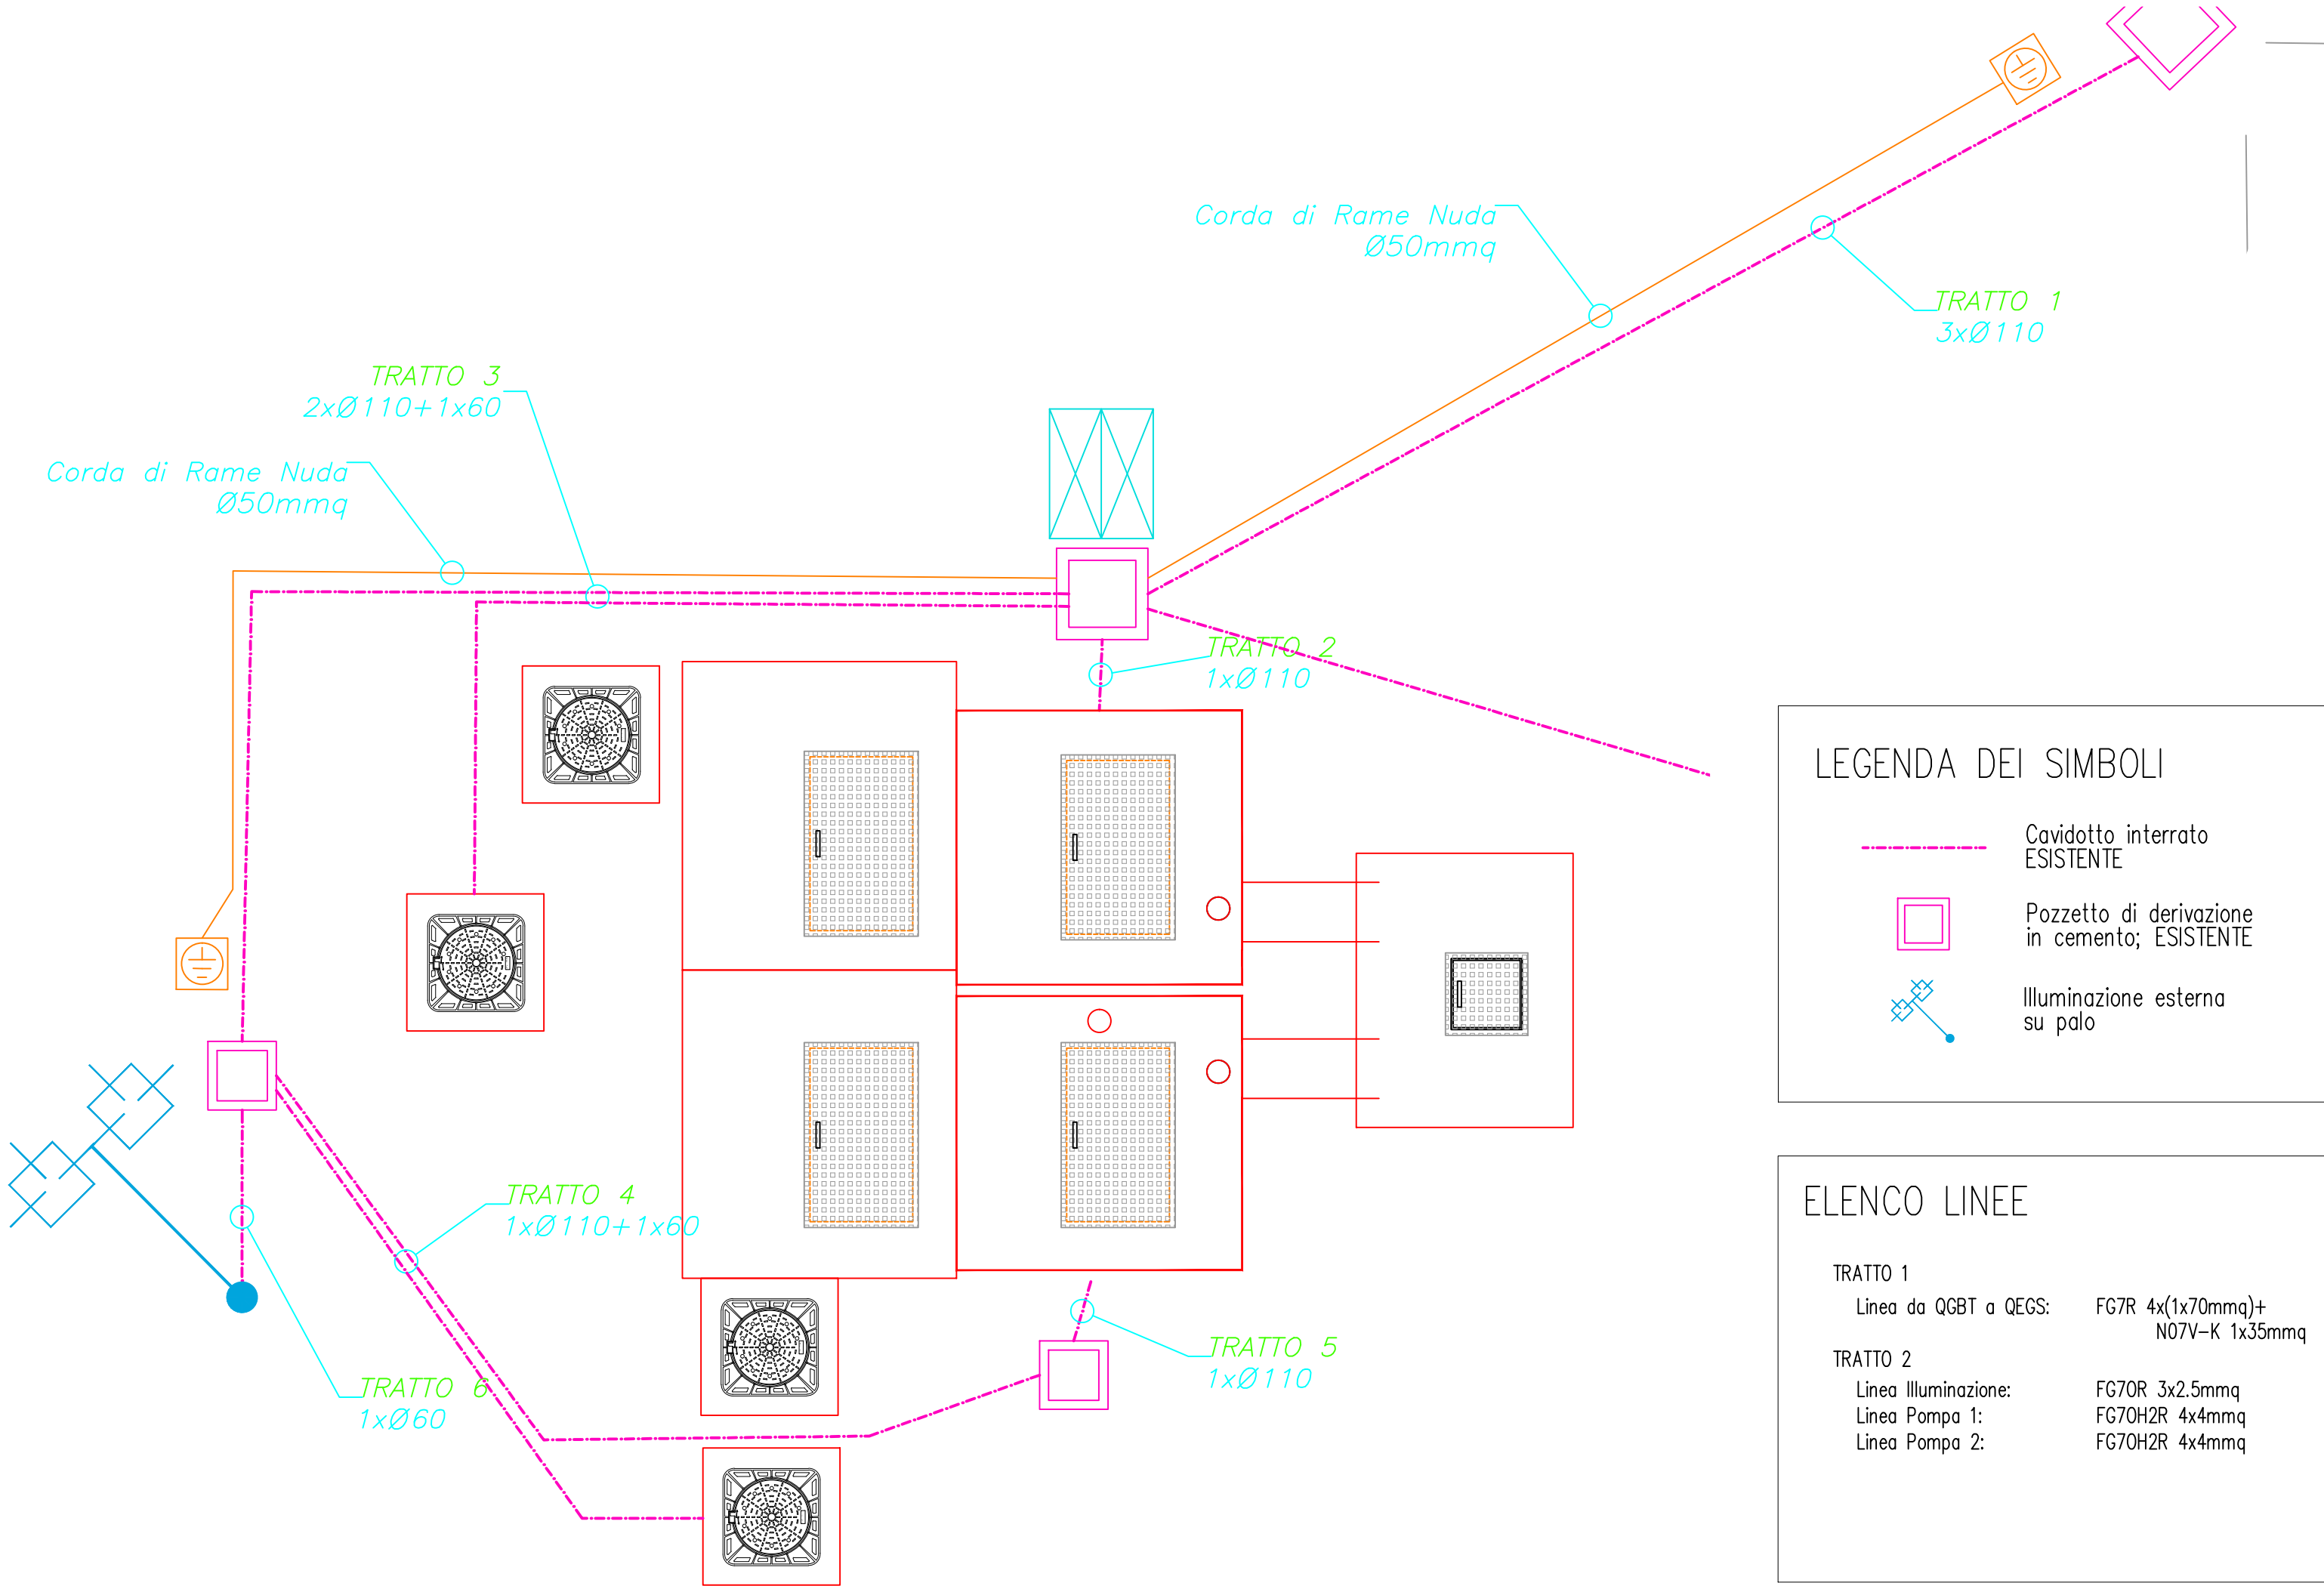 Corda di Rame Nuda
Ø50mmq
TRATTO 1
3xØ110
TRATTO 3
2xØ110+1x60
Corda di Rame Nuda
Ø50mmq
TRATTO 2
1xØ110
LEGENDA DEI SIMBOLI
Cavidotto interrato
ESISTENTE
Pozzetto di derivazione
in cemento; ESISTENTE
Illuminazione esterna
su palo
TRATTO 4
1xØ110+1x60
TRATTO 5
1xØ110
TRATTO 6
1xØ60
ELENCO LINEE
TRATTO 1
Linea da QGBT a QEGS: FG7R 4x(1x70mmq)+
N07V-K 1x35mmq
TRATTO 2
Linea Illuminazione: FG7OR 3x2.5mmq
Linea Pompa 1: FG7OH2R 4x4mmq
Linea Pompa 2: FG7OH2R 4x4mmq